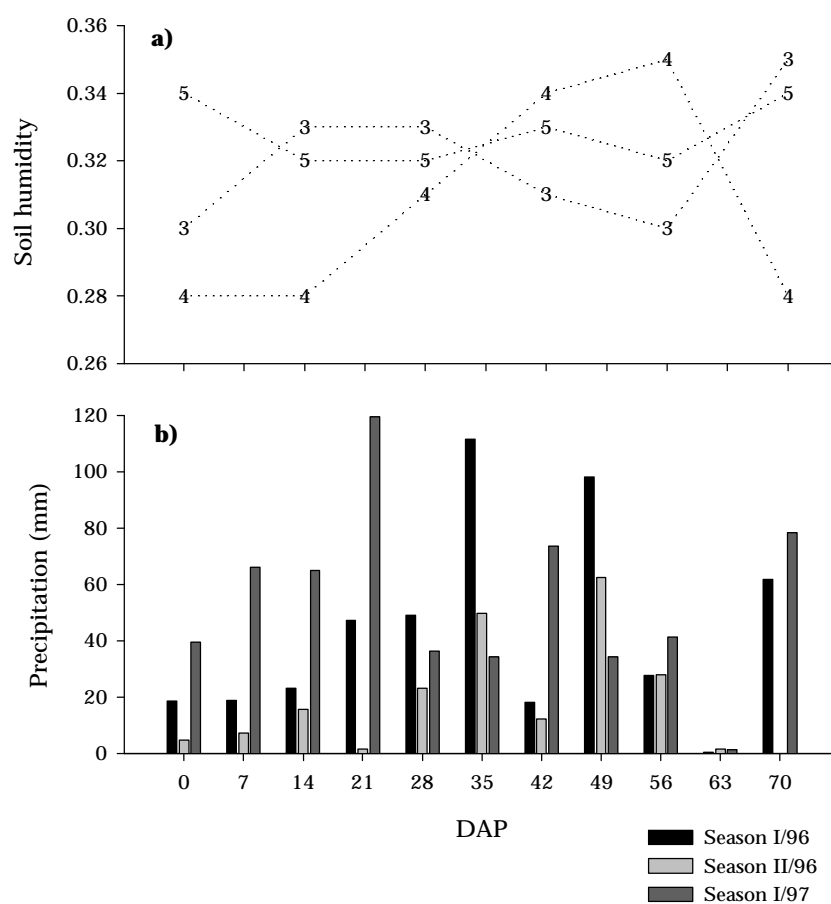 a)
0.36
0.34
0.32
0.30
0.28
0.26
Soil humidity
5 3 4
3 5 4
3 5 4
4 5 3
4 5 3
3 5 4
b)
120
100
80
60
40
20
0
Precipitation (mm)
0 7 14 21 28 35 42 49 56 63 70
DAP
Season I/96
Season II/96
Season I/97